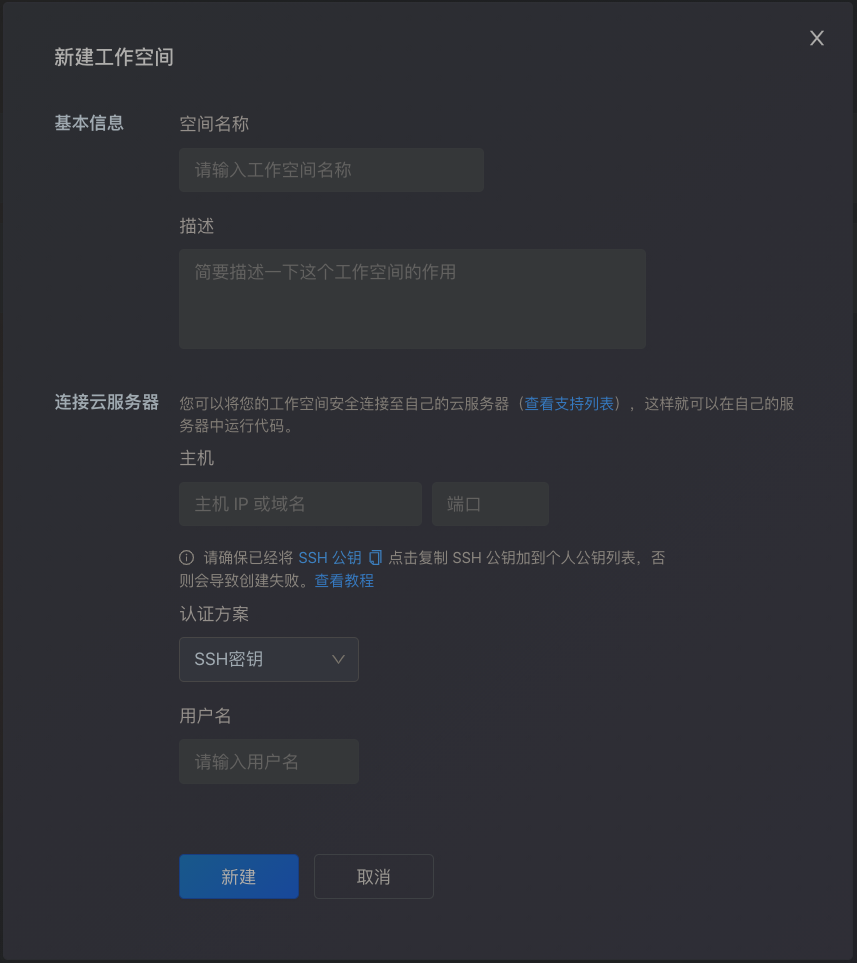 新建工作空间
基本信息
空间名称
请输入工作空间名称
描述
简要描述一下这个工作空间的作用
连接云服务器
您可以将您的工作空间安全连接至自己的云服务器（查看支持列表），这样就可以在自己的服
务器中运行代码。
主机
主机 IP 或域名
端口
请确保已经将 SSH 公钥 点击复制 SSH 公钥加到个人公钥列表，否
则会导致创建失败。查看教程
认证方案
SSH密钥
用户名
请输入用户名
新建
取消